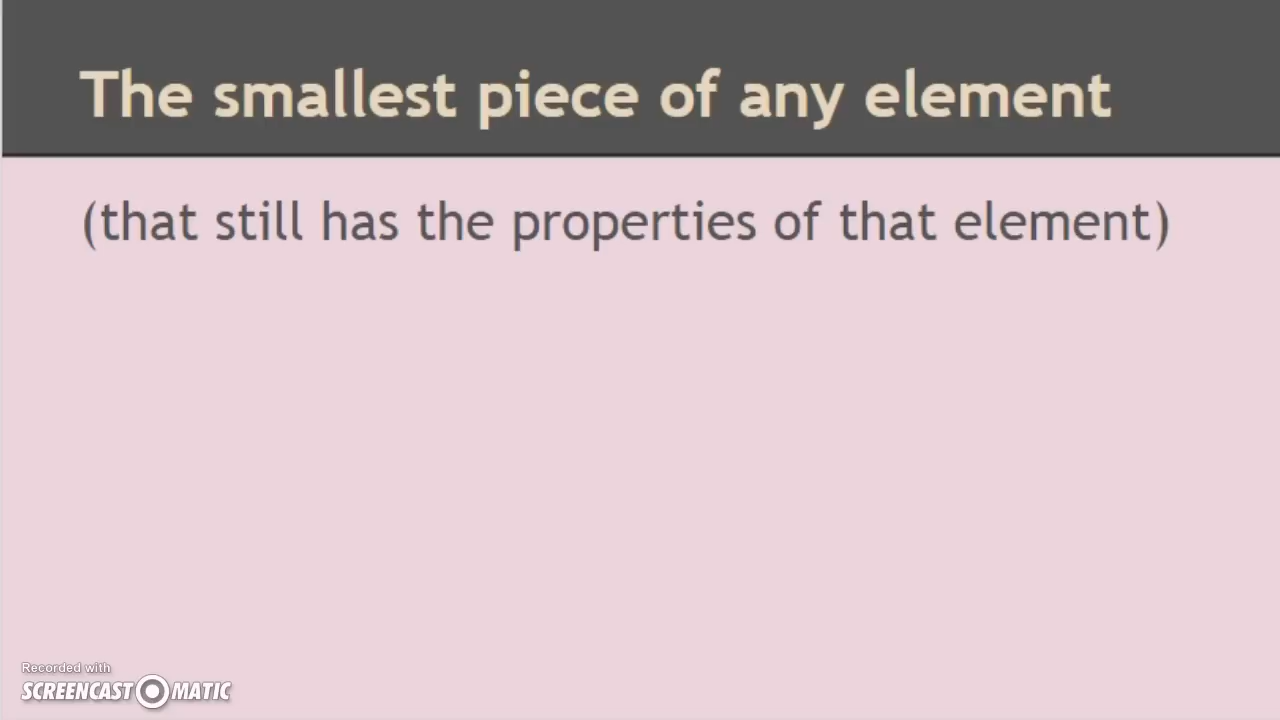 The smallest piece of any element
(that still has the properties of that element)
Recorded with
SCREENCAST MATIC